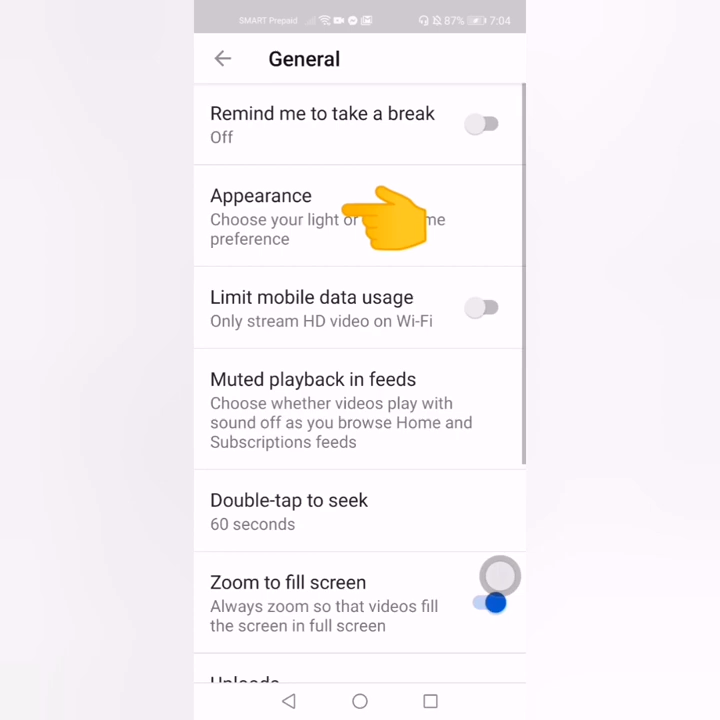 SMART Prepaid 87% 7:04
General
Remind me to take a break
Off
Appearance
Choose your light or me
preference
Limit mobile data usage
Only stream HD video on Wi-Fi
Muted playback in feeds
Choose whether videos play with
sound off as you browse Home and
Subscriptions feeds
Double-tap to seek
60 seconds
Zoom to fill screen
Always zoom so that videos fill
the screen in full screen
Uploads